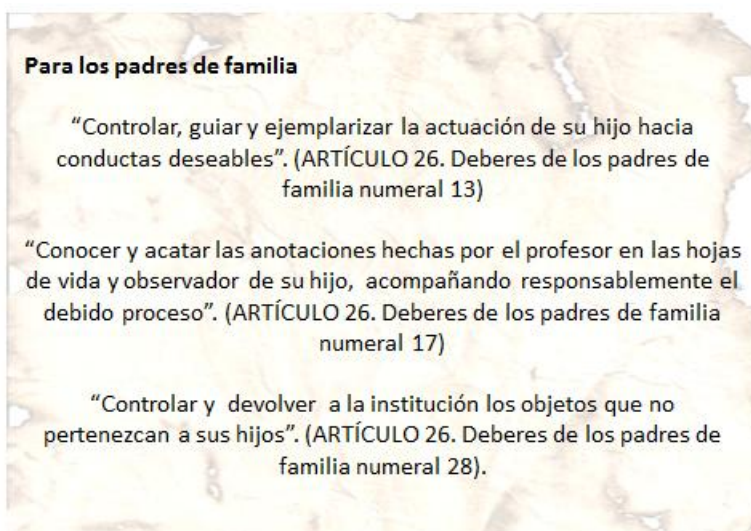 Para los padres de familia
“Controlar, guiar y ejemplarizar la actuación de su hijo hacia
conductas deseables”. (ARTÍCULO 26. Deberes de los padres de
familia numeral 13)
“Conocer y acatar las anotaciones hechas por el profesor en las hojas
de vida y observador de su hijo, acompañando responsablemente el
debido proceso”. (ARTÍCULO 26. Deberes de los padres de familia
numeral 17)
“Controlar y devolver a la institución los objetos que no
pertenezcan a sus hijos”. (ARTÍCULO 26. Deberes de los padres de
familia numeral 28).